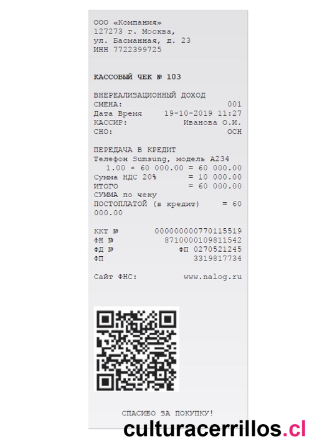 ООО «Компания»
127273 г. Москва,
ул. Басманная, д. 23
ИНН 7722399725
КАССОВЫЙ ЧЕК № 103
ВНЕРЕАЛИЗАЦИОННЫЙ ДОХОД
СМЕНА: 001
Дата Время 19-10-2019 11:27
КАССИР: Иванова О.И.
СНО: ОСН
ПЕРЕДАЧА В КРЕДИТ
Телефон Sumsung, модель А234
1.00 * 60 000.00 = 60 000.00
Сумма НДС 20% = 10 000.00
ИТОГО = 60 000.00
СУММА по чеку
ПОСТОПЛАТОЙ (в кредит) = 60
000.00
ККТ № 000000000770115519
ФН № 8710000109811542
ФД № ФП 0270521245
ФП 3319817734
Сайт ФНС: www.nalog.ru
СПАСИБО ЗА ПОКУПКУ!
culturacerrillos.cl